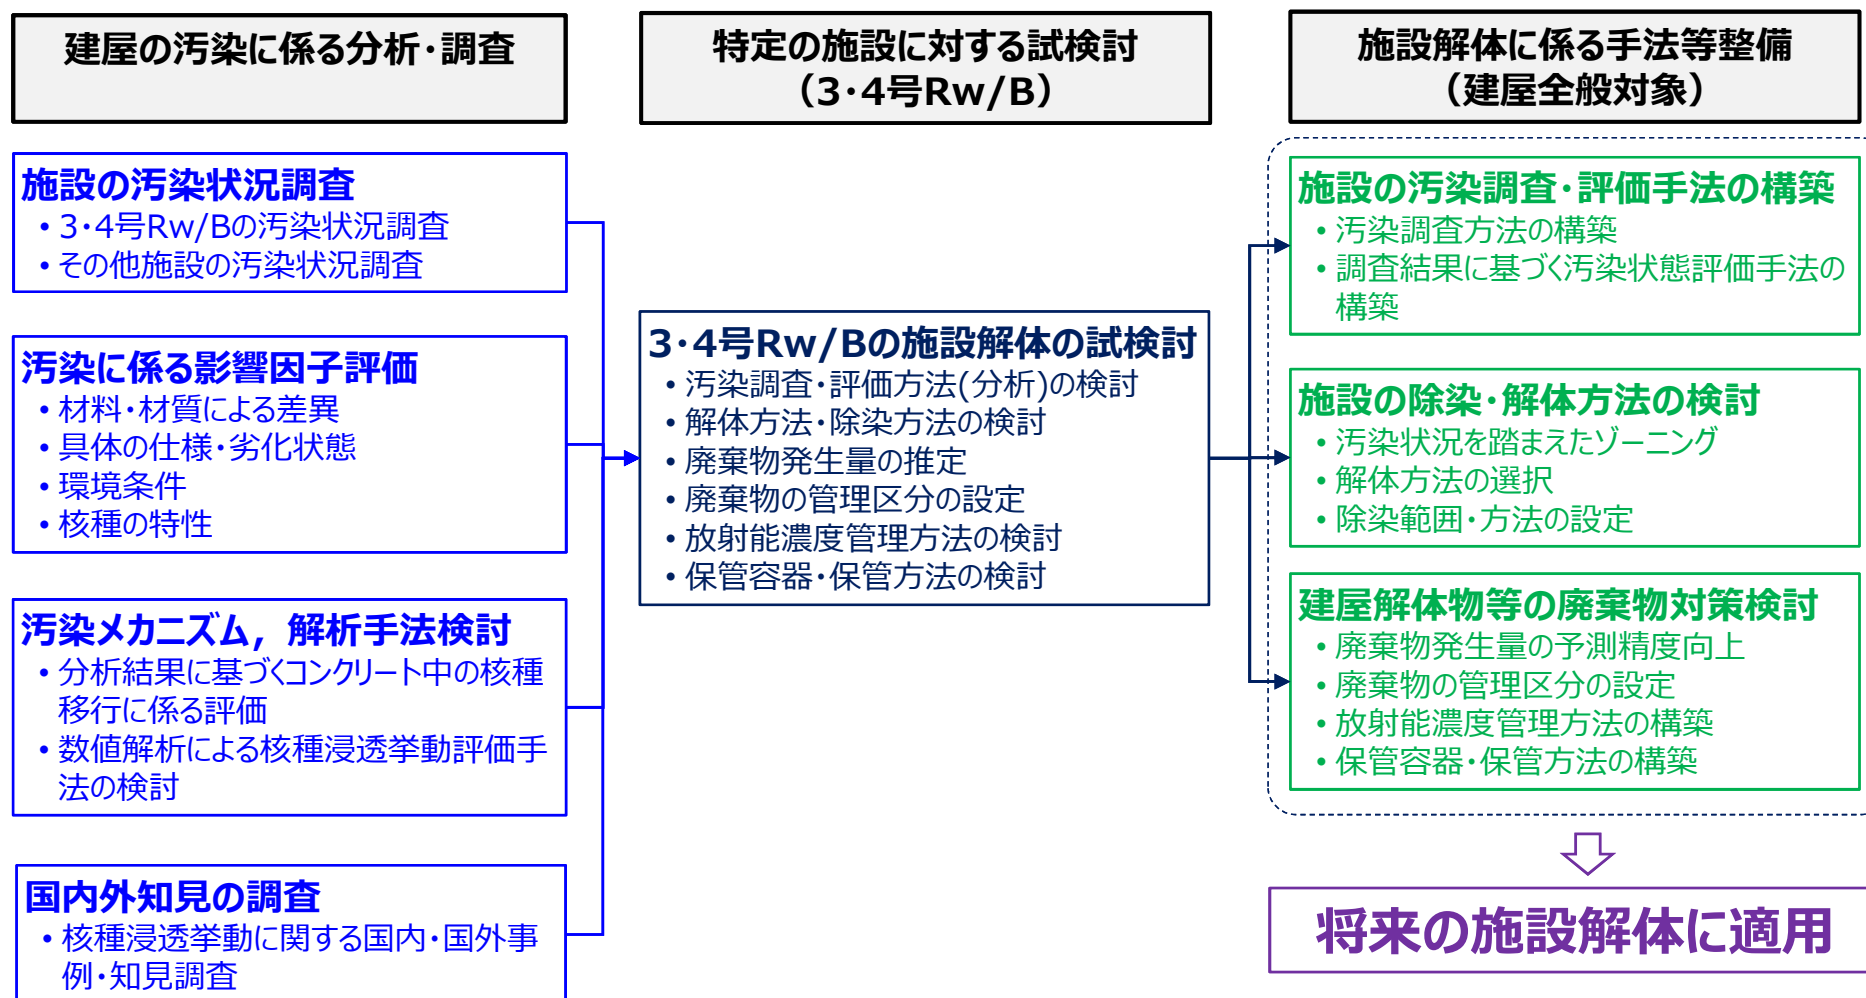 建屋の汚染に係る分析・調査
特定の施設に対する試検討
（3・4号Rw/B）
施設解体に係る手法等整備
（建屋全般対象）
施設の汚染状況調査
• 3・4号Rw/Bの汚染状況調査
• その他施設の汚染状況調査
汚染に係る影響因子評価
• 材料・材質による差異
• 具体の仕様・劣化状態
• 環境条件
• 核種の特性
汚染メカニズム，解析手法検討
• 分析結果に基づくコンクリート中の核種
移行に係る評価
• 数値解析による核種浸透挙動評価手
法の検討
国内外知見の調査
• 核種浸透挙動に関する国内・国外事
例・知見調査
3・4号Rw/Bの施設解体の試検討
• 汚染調査・評価方法(分析)の検討
• 解体方法・除染方法の検討
• 廃棄物発生量の推定
• 廃棄物の管理区分の設定
• 放射能濃度管理方法の検討
• 保管容器・保管方法の検討
施設の汚染調査・評価手法の構築
• 汚染調査方法の構築
• 調査結果に基づく汚染状態評価手法の
構築
施設の除染・解体方法の検討
• 汚染状況を踏まえたゾーニング
• 解体方法の選択
• 除染範囲・方法の設定
建屋解体物等の廃棄物対策検討
• 廃棄物発生量の予測精度向上
• 廃棄物の管理区分の設定
• 放射能濃度管理方法の構築
• 保管容器・保管方法の構築
将来の施設解体に適用